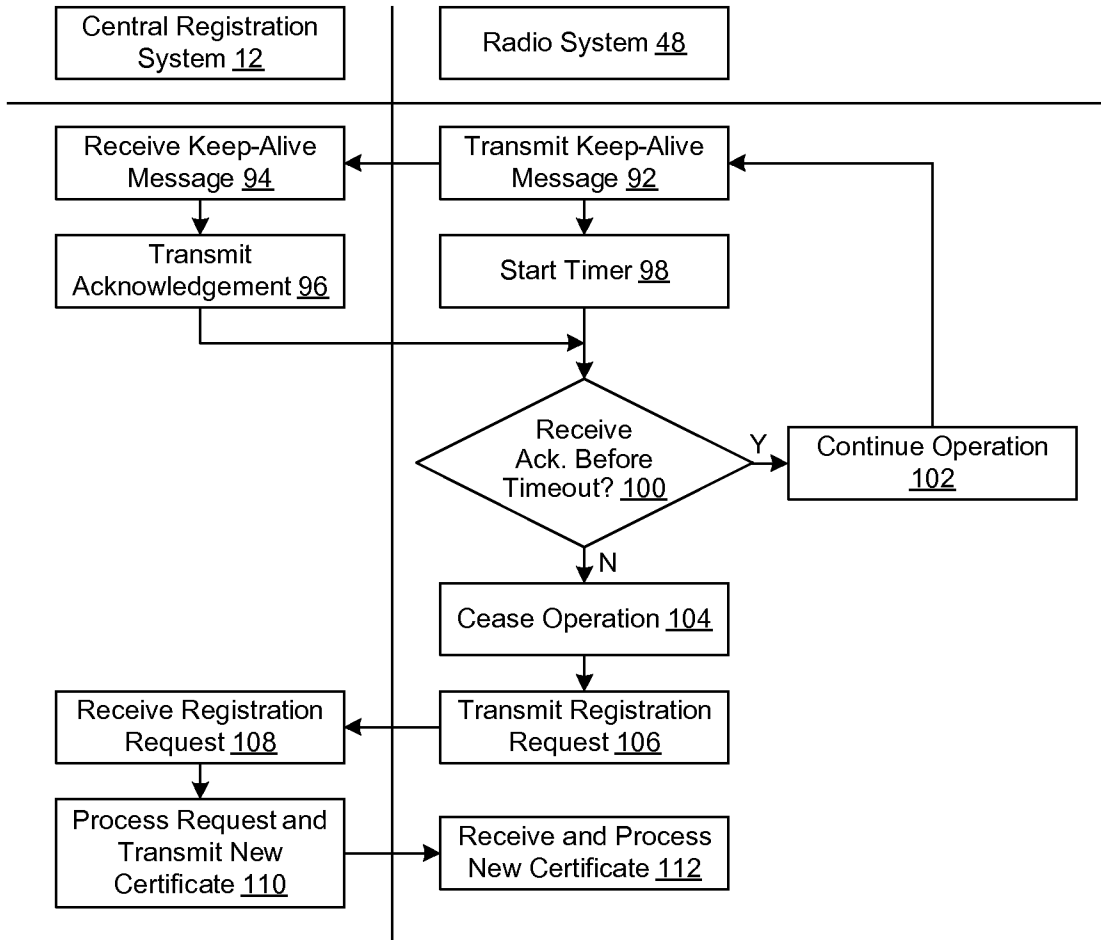 Central Registration
System 12
Radio System 48
Receive Keep-Alive
Message 94
Transmit Keep-Alive
Message 92
Transmit
Acknowledgement 96
Start Timer 98
Receive
Ack. Before
Timeout? 100
Y
Continue Operation
102
N
Cease Operation 104
Receive Registration
Request 108
Transmit Registration
Request 106
Process Request and
Transmit New
Certificate 110
Receive and Process
New Certificate 112